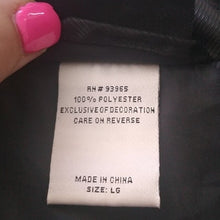 RN# 93965
100% POLYESTER
EXCLUSIVE OF DECORATION
CARE ON REVERSE
MADE IN CHINA
SIZE: LG